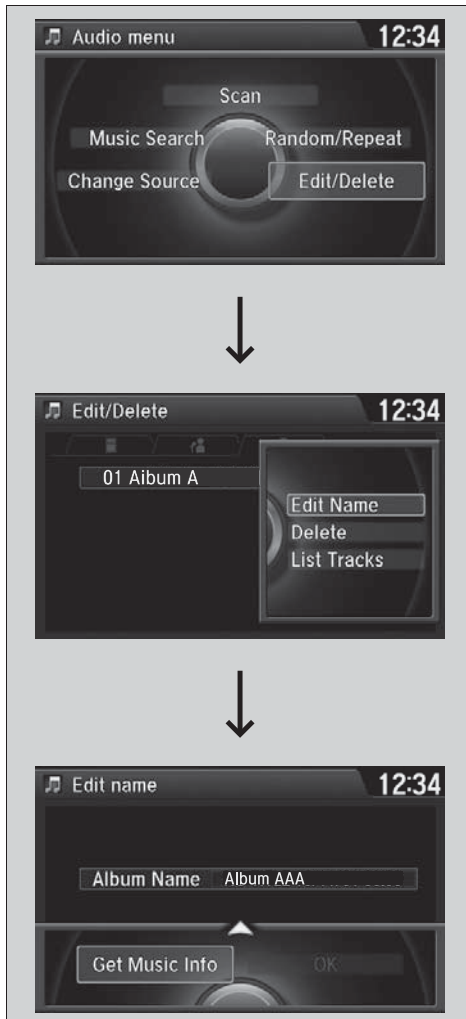 Audio menu 12:34
Scan
Music Search Random/Repeat
Change Source Edit/Delete
Edit/Delete 12:34
01 Aibum A
Edit Name
Delete
List Tracks
Edit name 12:34
Album Name Album AAA
Get Music Info OK